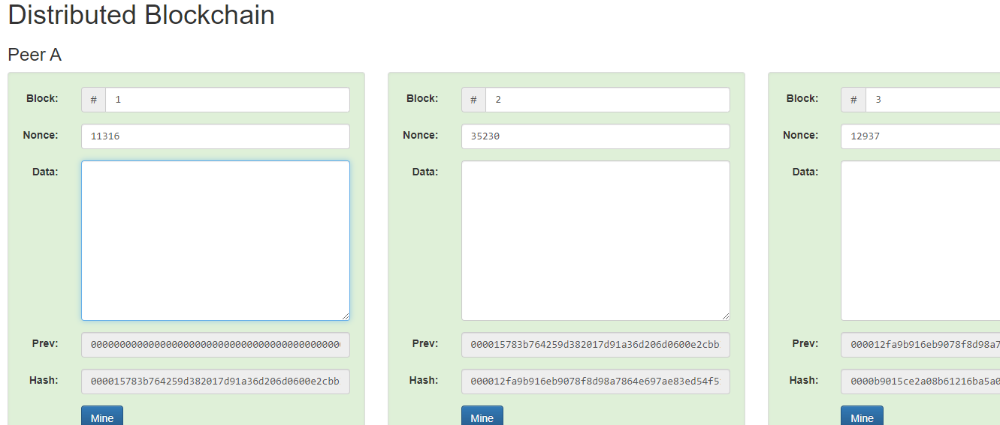 Distributed Blockchain
Peer A
Block: # 1
Nonce: 11316
Data:
Prev: 00000000000000000000000000000000000000000000
Hash: 000015783b764259d382017d91a36d206d0600e2cbb
Mine
Block: # 2
Nonce: 35230
Data:
Prev: 000015783b764259d382017d91a36d206d0600e2cbb
Hash: 000012fa9b916eb9078f8d98a7864e697ae83ed54f5
Mine
Block: # 3
Nonce: 12937
Data:
Prev: 000012fa9b916eb9078f8d98a7
Hash: 0000b9015ce2a08b61216ba5a0
Mine